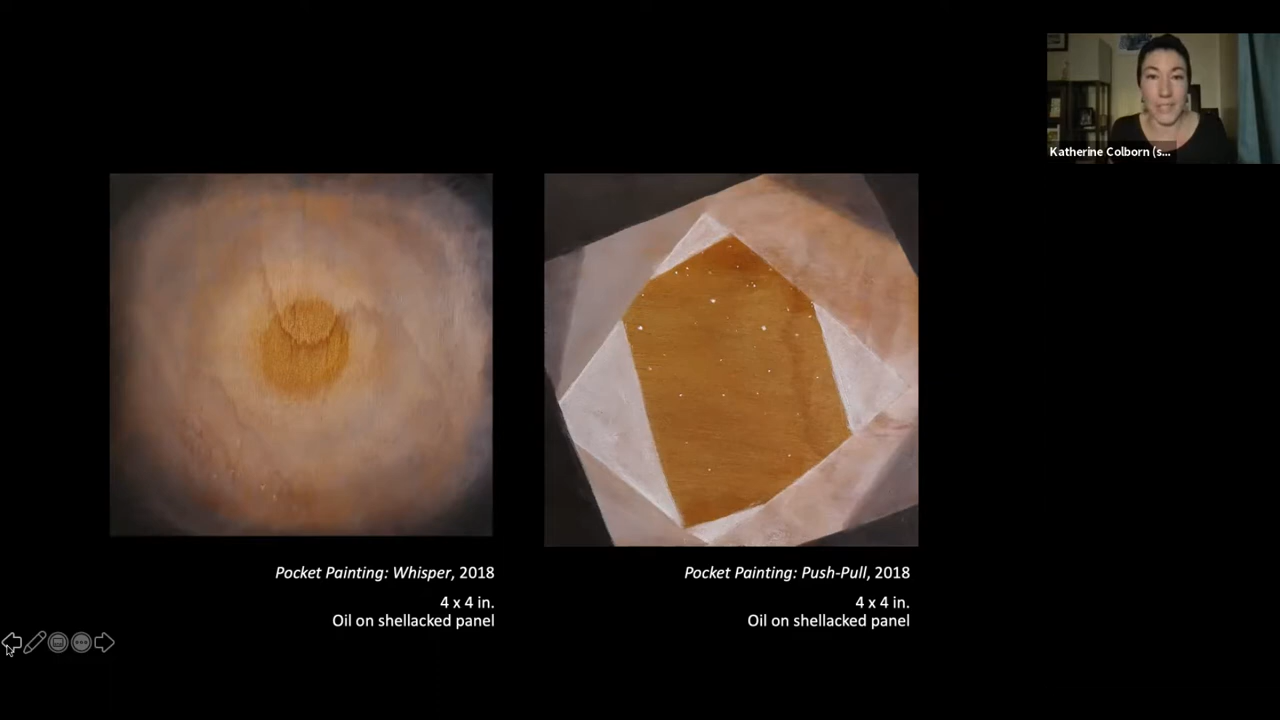 Katherine Colborn (s...
Pocket Painting: Whisper, 2018
4 x 4 in.
Oil on shellacked panel
Pocket Painting: Push-Pull, 2018
4 x 4 in.
Oil on shellacked panel